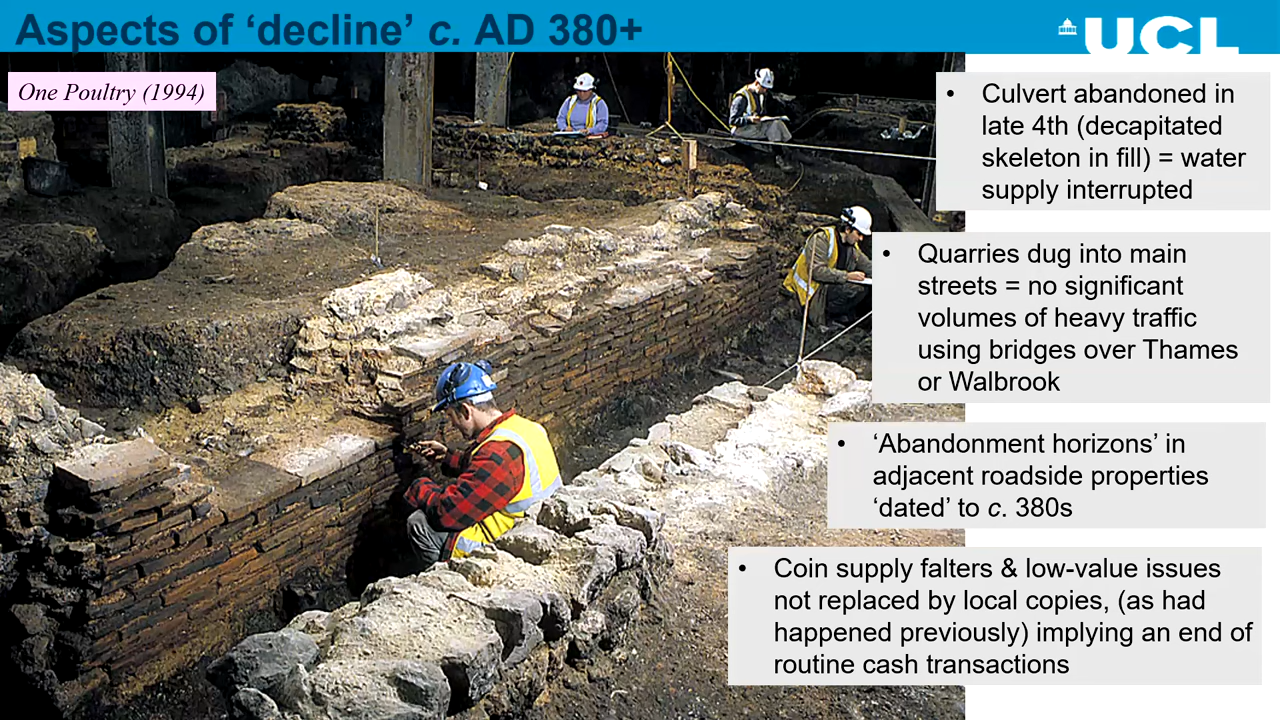 Aspects of ‘decline’ c. AD 380+
UCL
One Poultry (1994)
• Culvert abandoned in
late 4th (decapitated
skeleton in fill) = water
supply interrupted
• Quarries dug into main
streets = no significant
volumes of heavy traffic
using bridges over Thames
or Walbrook
• ‘Abandonment horizons’ in
adjacent roadside properties
‘dated’ to c. 380s
• Coin supply falters & low-value issues
not replaced by local copies, (as had
happened previously) implying an end of
routine cash transactions